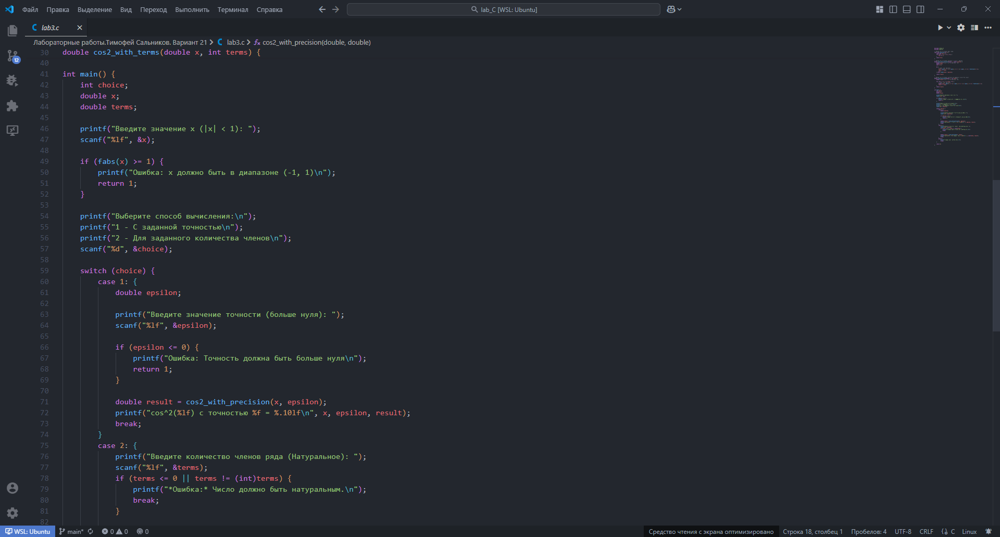 Файл Правка Выделение Вид Переход Выполнить Терминал Справка lab_C [WSL: Ubuntu]
lab3.c
Лабораторные работы.Тимофей Сальников. Вариант 21 > C lab3.c > cos2_with_precision(double, double)
30 double cos2_with_terms(double x, int terms) {
40
41 int main() {
42 int choice;
43 double x;
44 double terms;
45
46 printf("Введите значение x (|x| < 1): ");
47 scanf("%lf", &x);
48
49 if (fabs(x) >= 1) {
50 printf("Ошибка: x должно быть в диапазоне (-1, 1)\n");
51 return 1;
52 }
53
54 printf("Выберите способ вычисления:\n");
55 printf("1 - С заданной точностью\n");
56 printf("2 - Для заданного количества членов\n");
57 scanf("%d", &choice);
58
59 switch (choice) {
60 case 1: {
61 double epsilon;
62
63 printf("Введите значение точности (больше нуля): ");
64 scanf("%lf", &epsilon);
65
66 if (epsilon <= 0) {
67 printf("Ошибка: Точность должна быть больше нуля\n");
68 return 1;
69 }
70
71 double result = cos2_with_precision(x, epsilon);
72 printf("cos^2(%lf) с точностью %f = %.10lf\n", x, epsilon, result);
73 break;
74 }
75 case 2: {
76 printf("Введите количество членов ряда (Натуральное): ");
77 scanf("%lf", &terms);
78 if (terms <= 0 || terms != (int)terms) {
79 printf("*Ошибка:* Число должно быть натуральным.\n");
80 break;
81 }
82
12
WSL: Ubuntu main* 0 0 0 Средство чтения с экрана оптимизировано Строка 18, столбец 1 Пробелов: 4 UTF-8 CRLF {} C Linux